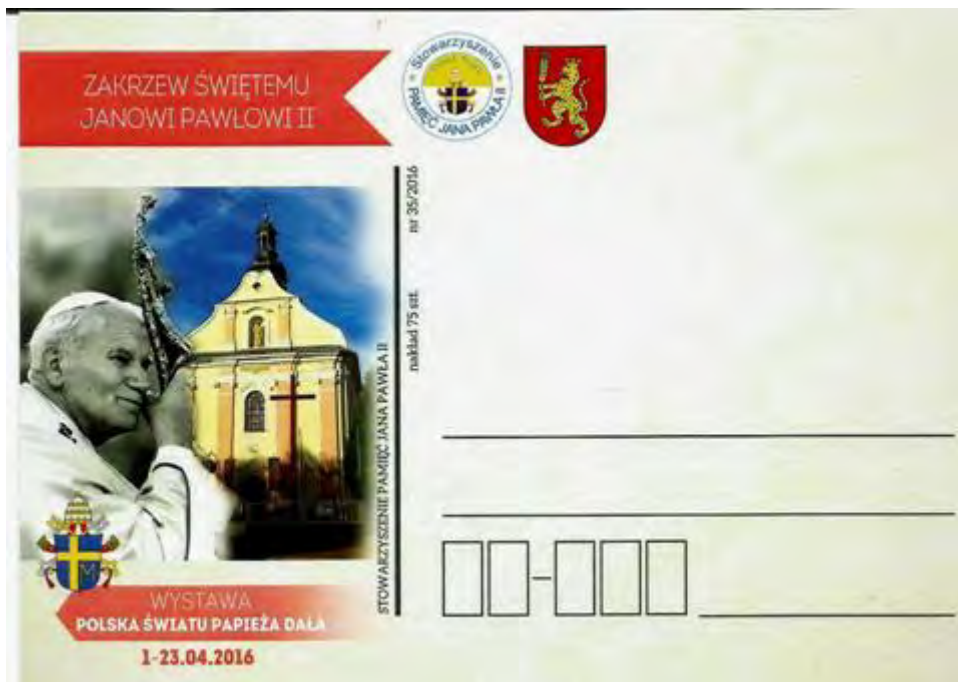 ZAKRZEW ŚWIĘTEMU
JANOWI PAWŁOWI II
Stowarzyszenie
PAMIĘĆ JANA PAWŁA II
nr 35/2016
nakład 75 szt.
STOWARZYSZENIE PAMIĘĆ JANA PAWŁA II
M
WYSTAWA
POLSKA ŚWIATU PAPIEŻA DAŁA
1-23.04.2016